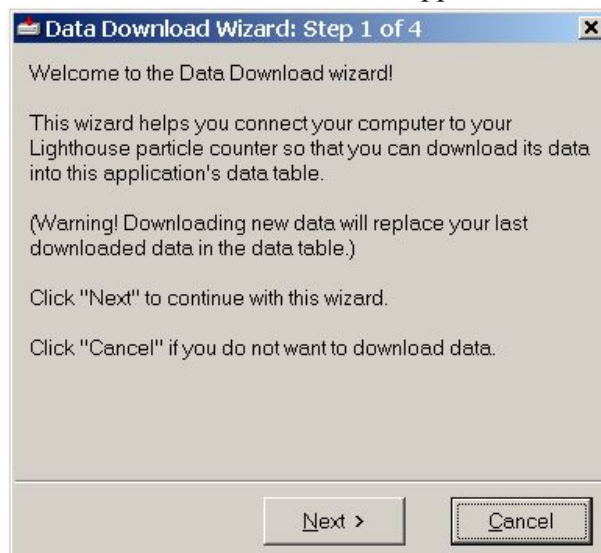 Data Download Wizard: Step 1 of 4
Welcome to the Data Download wizard!
This wizard helps you connect your computer to your
Lighthouse particle counter so that you can download its data
into this application's data table.
(Warning! Downloading new data will replace your last
downloaded data in the data table.)
Click "Next" to continue with this wizard.
Click "Cancel" if you do not want to download data.
Next >
Cancel